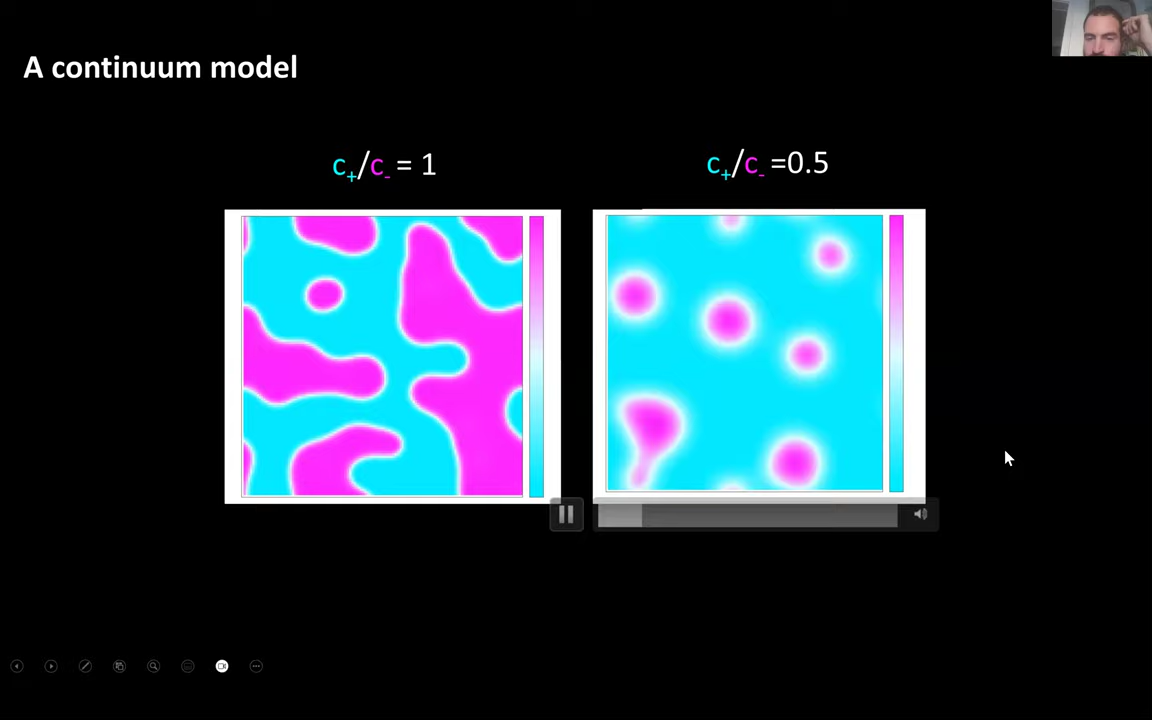 A continuum model
c₊/c₋ = 1
c₊/c₋ =0.5